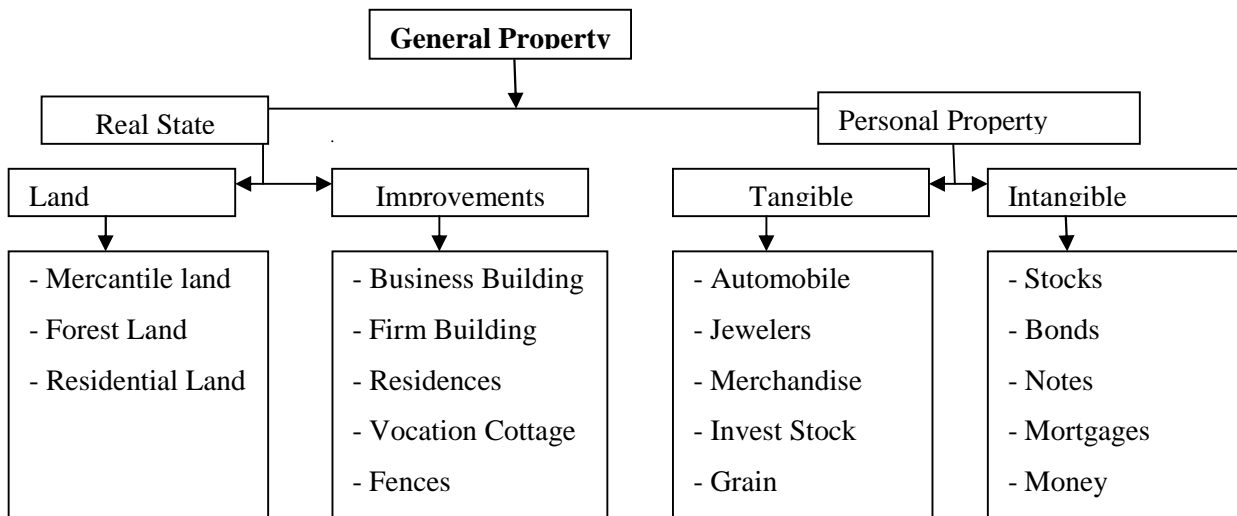 General Property
Real State
Personal Property
Land
Improvements
Tangible
Intangible
- Mercantile land
- Forest Land
- Residential Land
- Business Building
- Firm Building
- Residences
- Vocation Cottage
- Fences
- Automobile
- Jewelers
- Merchandise
- Invest Stock
- Grain
- Stocks
- Bonds
- Notes
- Mortgages
- Money